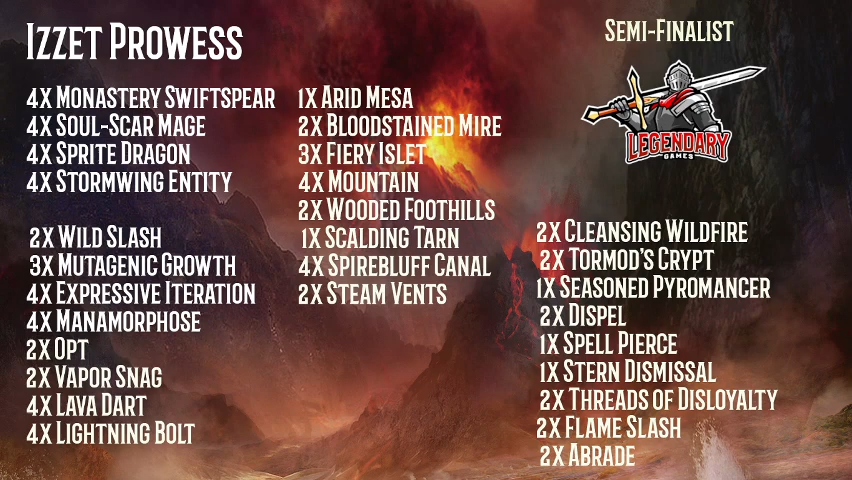 Izzet Prowess
4x Monastery Swiftspear
4x Soul-Scar Mage
4x Sprite Dragon
4x Stormwing Entity
2x Wild Slash
3x Mutagenic Growth
4x Expressive Iteration
4x Manamorphose
2x Opt
2x Vapor Snag
4x Lava Dart
4x Lightning Bolt
1x Arid Mesa
2x Bloodstained Mire
3x Fiery Islet
4x Mountain
2x Wooded Foothills
1x Scalding Tarn
4x Spirebluff Canal
2x Steam Vents
Semi-Finalist
LEGENDARY
GAMES
2x Cleansing Wildfire
2x Tormod's Crypt
1x Seasoned Pyromancer
2x Dispel
1x Spell Pierce
1x Stern Dismissal
2x Threads of Disloyalty
2x Flame Slash
2x Abrade